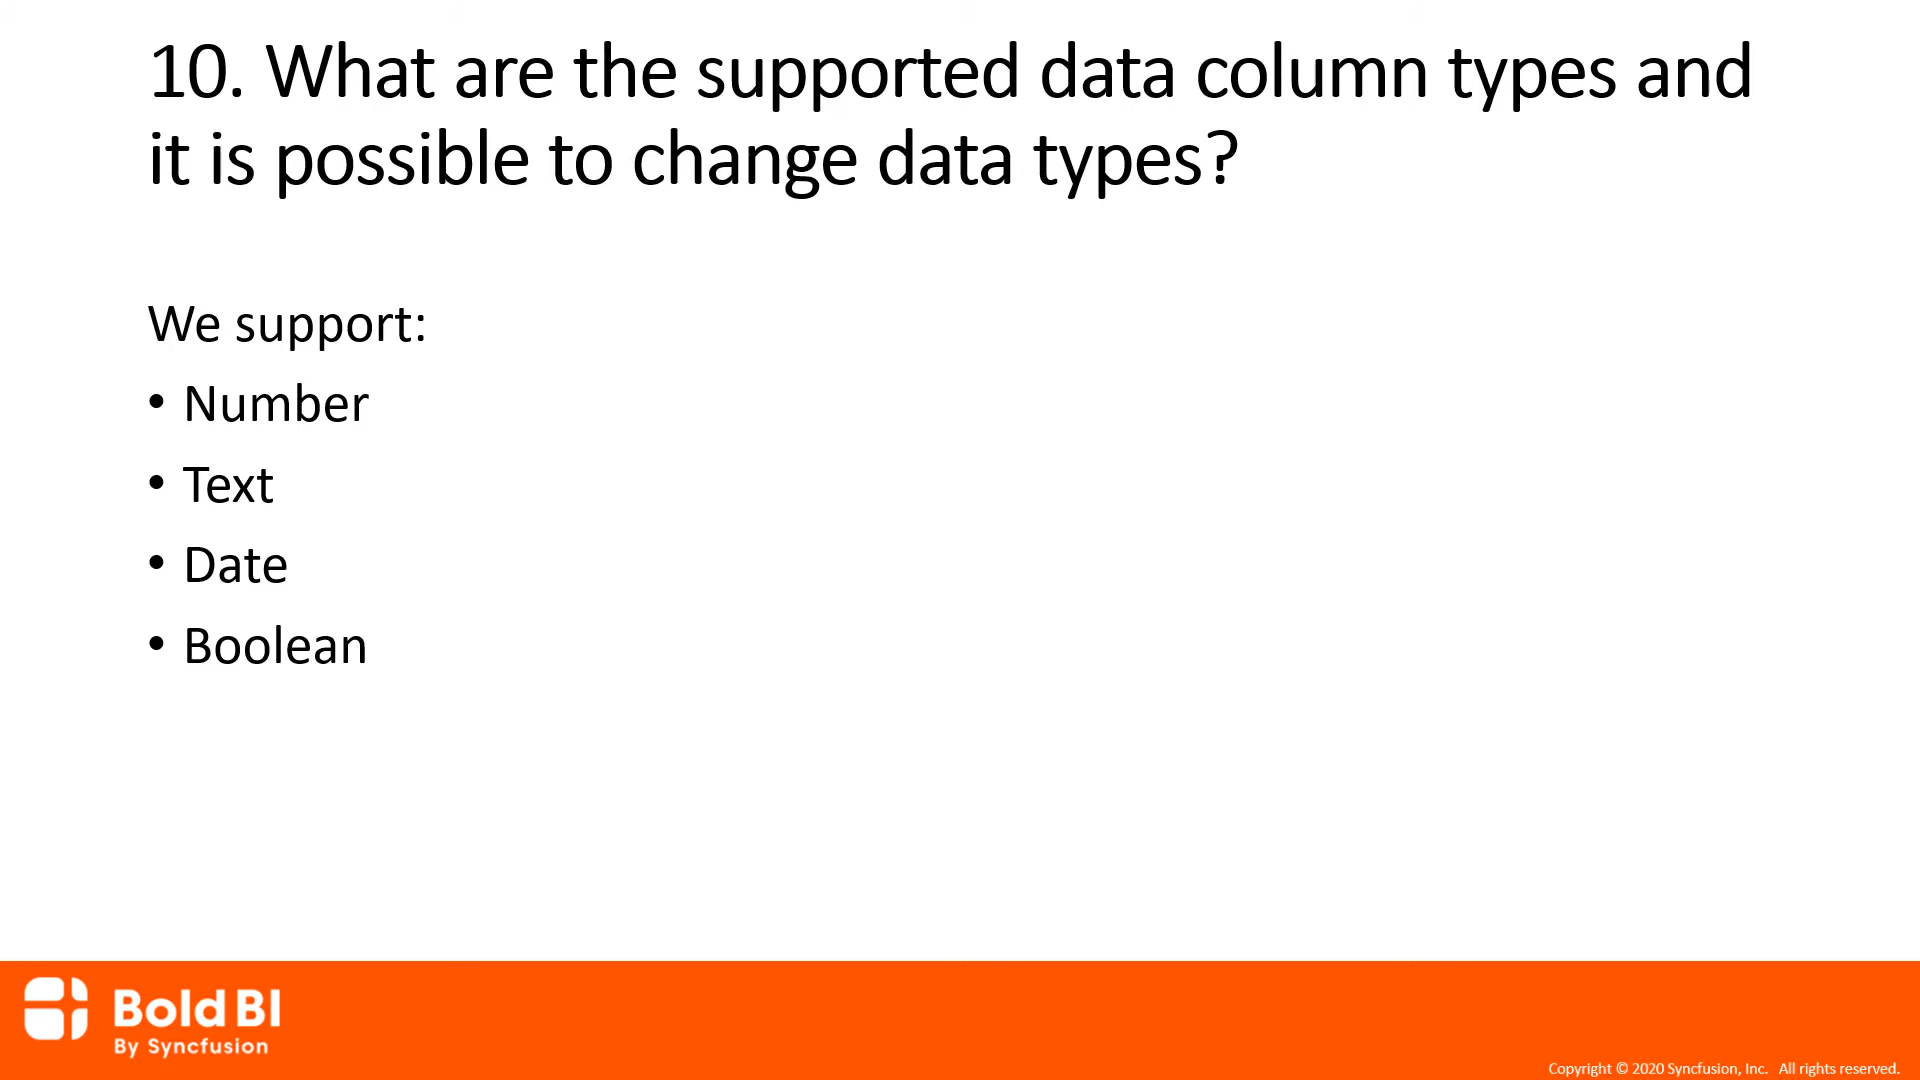 10. What are the supported data column types and
it is possible to change data types?
We support:
• Number
• Text
• Date
• Boolean
Bold BI
By Syncfusion
Copyright © 2020 Syncfusion, Inc. All rights reserved.